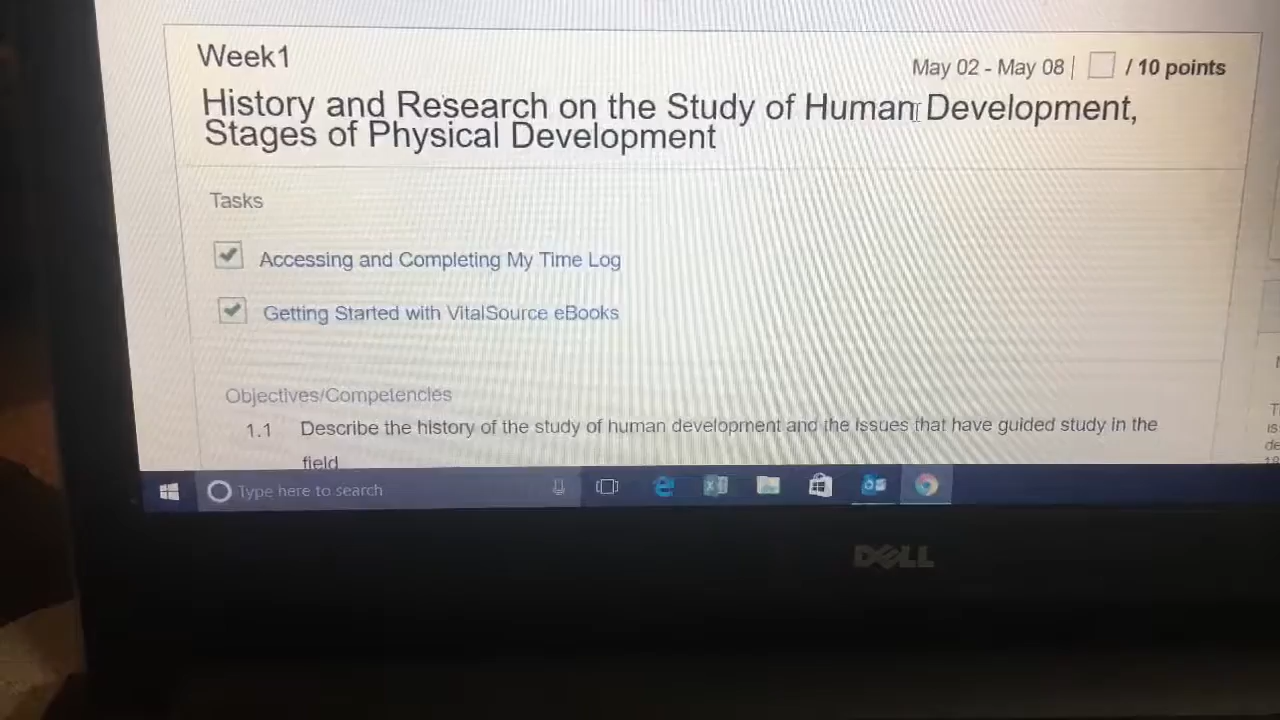 Week1
May 02 - May 08 | / 10 points
History and Research on the Study of Human Development,
Stages of Physical Development
Tasks
Accessing and Completing My Time Log
Getting Started with VitalSource eBooks
Objectives/Competencies
1.1 Describe the history of the study of human development and the issues that have guided study in the
field
Type here to search
DELL